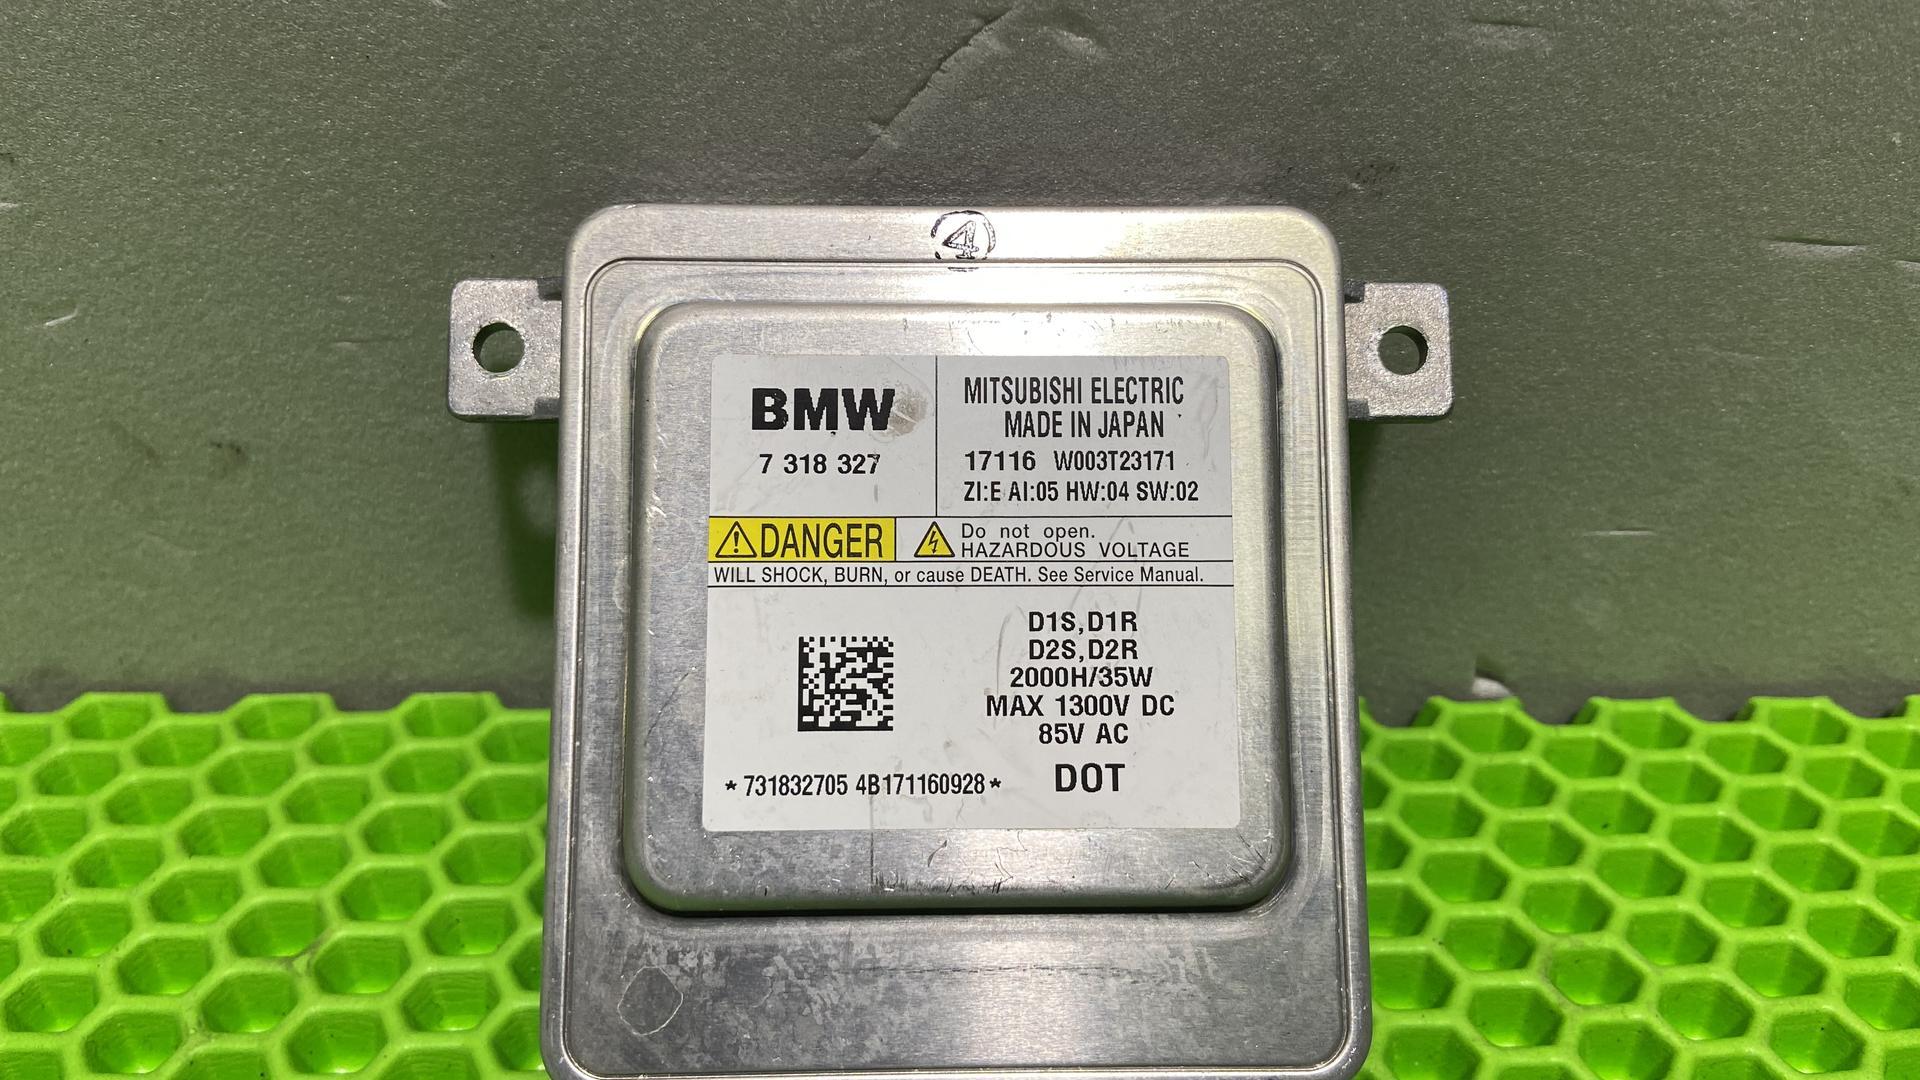 4
BMW
7 318 327
MITSUBISHI ELECTRIC
MADE IN JAPAN
17116 W003T23171
ZI:E AI:05 HW:04 SW:02
DANGER
Do not open.
HAZARDOUS VOLTAGE
WILL SHOCK, BURN, or cause DEATH. See Service Manual.
D1S,D1R
D2S,D2R
2000H/35W
MAX 1300V DC
85V AC
*731832705 4B171160928*
DOT